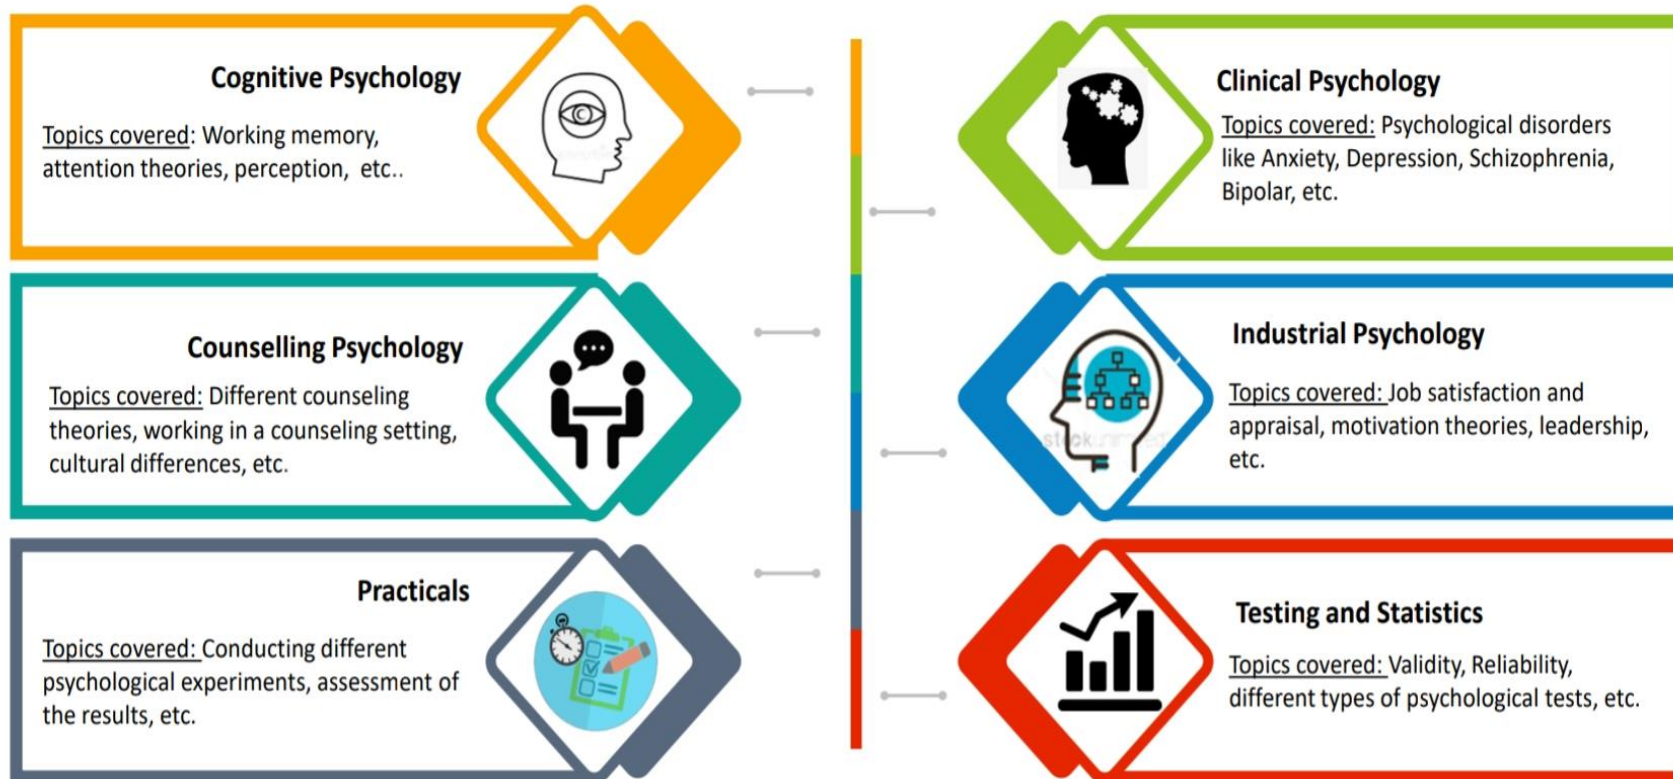 Cognitive Psychology
Topics covered: Working memory,
attention theories, perception, etc..
Clinical Psychology
Topics covered: Psychological disorders
like Anxiety, Depression, Schizophrenia,
Bipolar, etc.
Counselling Psychology
Topics covered: Different counseling
theories, working in a counseling setting,
cultural differences, etc.
Industrial Psychology
Topics covered: Job satisfaction and
appraisal, motivation theories, leadership,
etc.
Practicals
Topics covered: Conducting different
psychological experiments, assessment of
the results, etc.
Testing and Statistics
Topics covered: Validity, Reliability,
different types of psychological tests, etc.